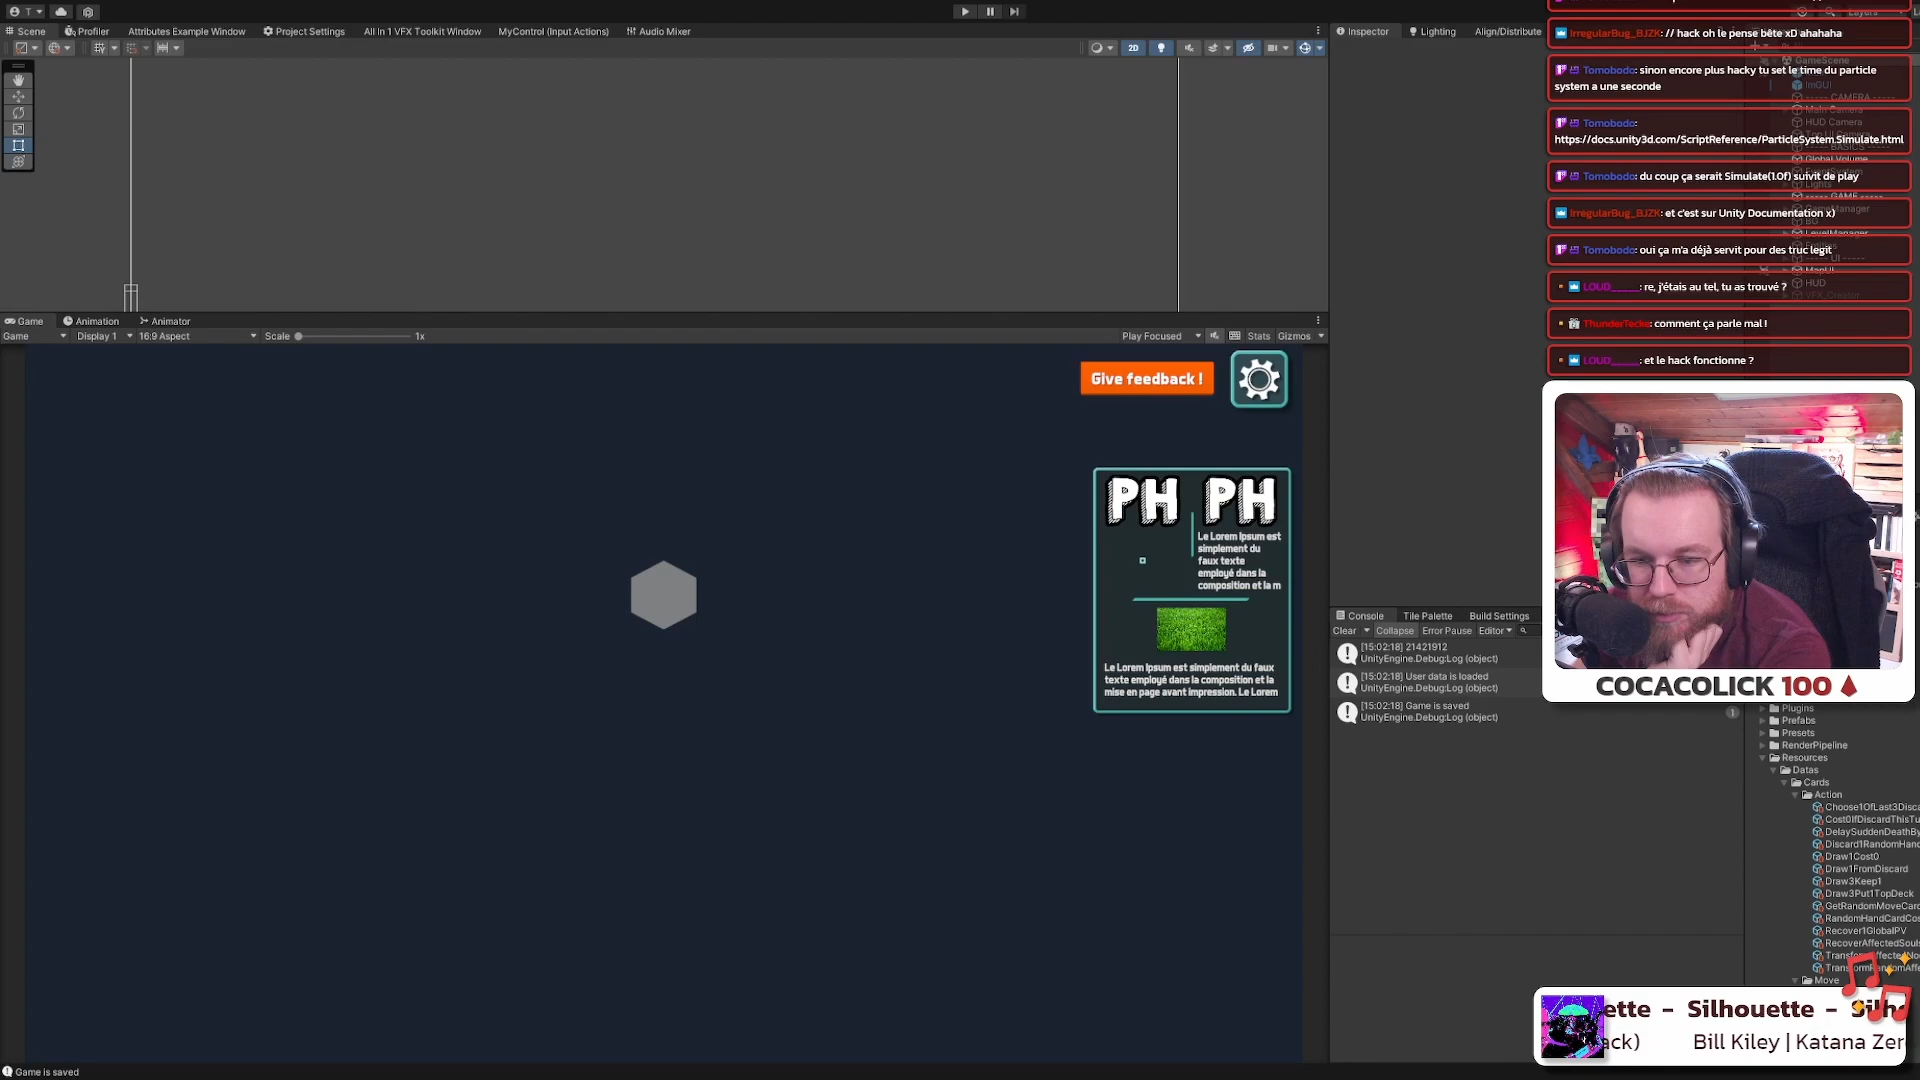 T
Scene
Profiler
Attributes Example Window
Project Settings
All In 1 VFX Toolkit Window
MyControl (Input Actions)
Audio Mixer
2D
Game
Animation
Animator
Game
Display 1
16:9 Aspect
Scale
1x
Play Focused
Stats
Gizmos
Give feedback !
PH PH
Le Lorem Ipsum est
simplement du
faux texte
employé dans la
composition et la m
Le Lorem Ipsum est simplement du faux
texte employé dans la composition et la
mise en page avant impression. Le Lorem
Inspector
Lighting
Align/Distribute
Console
Tile Palette
Build Settings
Clear
Collapse
Error Pause
Editor
[15:02:18] 21421912
UnityEngine.Debug:Log (object)
[15:02:18] User data is loaded
UnityEngine.Debug:Log (object)
[15:02:18] Game is saved
UnityEngine.Debug:Log (object)
1
IrregularBug_BJZK: // hack oh le pense bête xD ahahaha
Tomobodo: sinon encore plus hacky tu set le time du particle
system a une seconde
Tomobodo:
https://docs.unity3d.com/ScriptReference/ParticleSystem.Simulate.html
Tomobodo: du coup ça serait Simulate(1.0f) suivit de play
IrregularBug_BJZK: et c'est sur Unity Documentation x)
Tomobodo: oui ça m'a déjà servit pour des truc legit
LOUD_____: re, j'étais au tel, tu as trouvé ?
ThunderTecke: comment ça parle mal !
LOUD_____: et le hack fonctionne ?
COCACOLICK 100
Plugins
Prefabs
Presets
RenderPipeline
Resources
Datas
Cards
Action
Choose1OfLast3Disca
Cost0IfDiscardThisTu
DelaySuddenDeathBy
Discard1RandomHand
Draw1Cost0
Draw1FromDiscard
Draw3Keep1
Draw3Put1TopDeck
GetRandomMoveCard
RandomHandCardCos
Recover1GlobalPV
RecoverAffectedSouls
Move
ette - Silhouette -
ack) Bill Kiley | Katana Zer
Game is saved